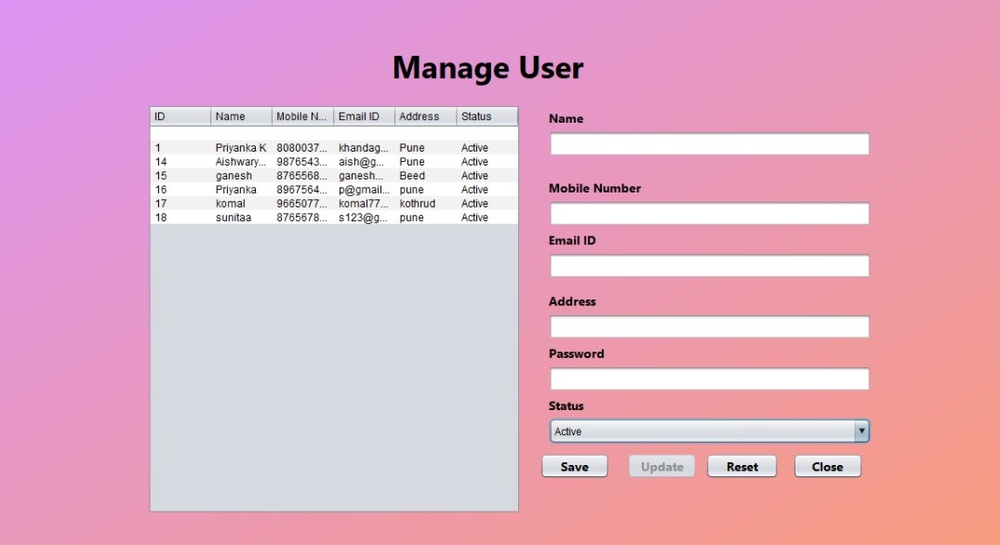 Manage User
ID Name Mobile N... Email ID Address Status
1 Priyanka K 8080037... khandag... Pune Active
14 Aishwary... 9876543... aish@g... Pune Active
15 ganesh 8765568... ganesh... Beed Active
16 Priyanka 8967564... p@gmail... pune Active
17 komal 9665077... komal77... kothrud Active
18 sunitaa 8765678... s123@g... pune Active
Name
Mobile Number
Email ID
Address
Password
Status
Active
Save Update Reset Close